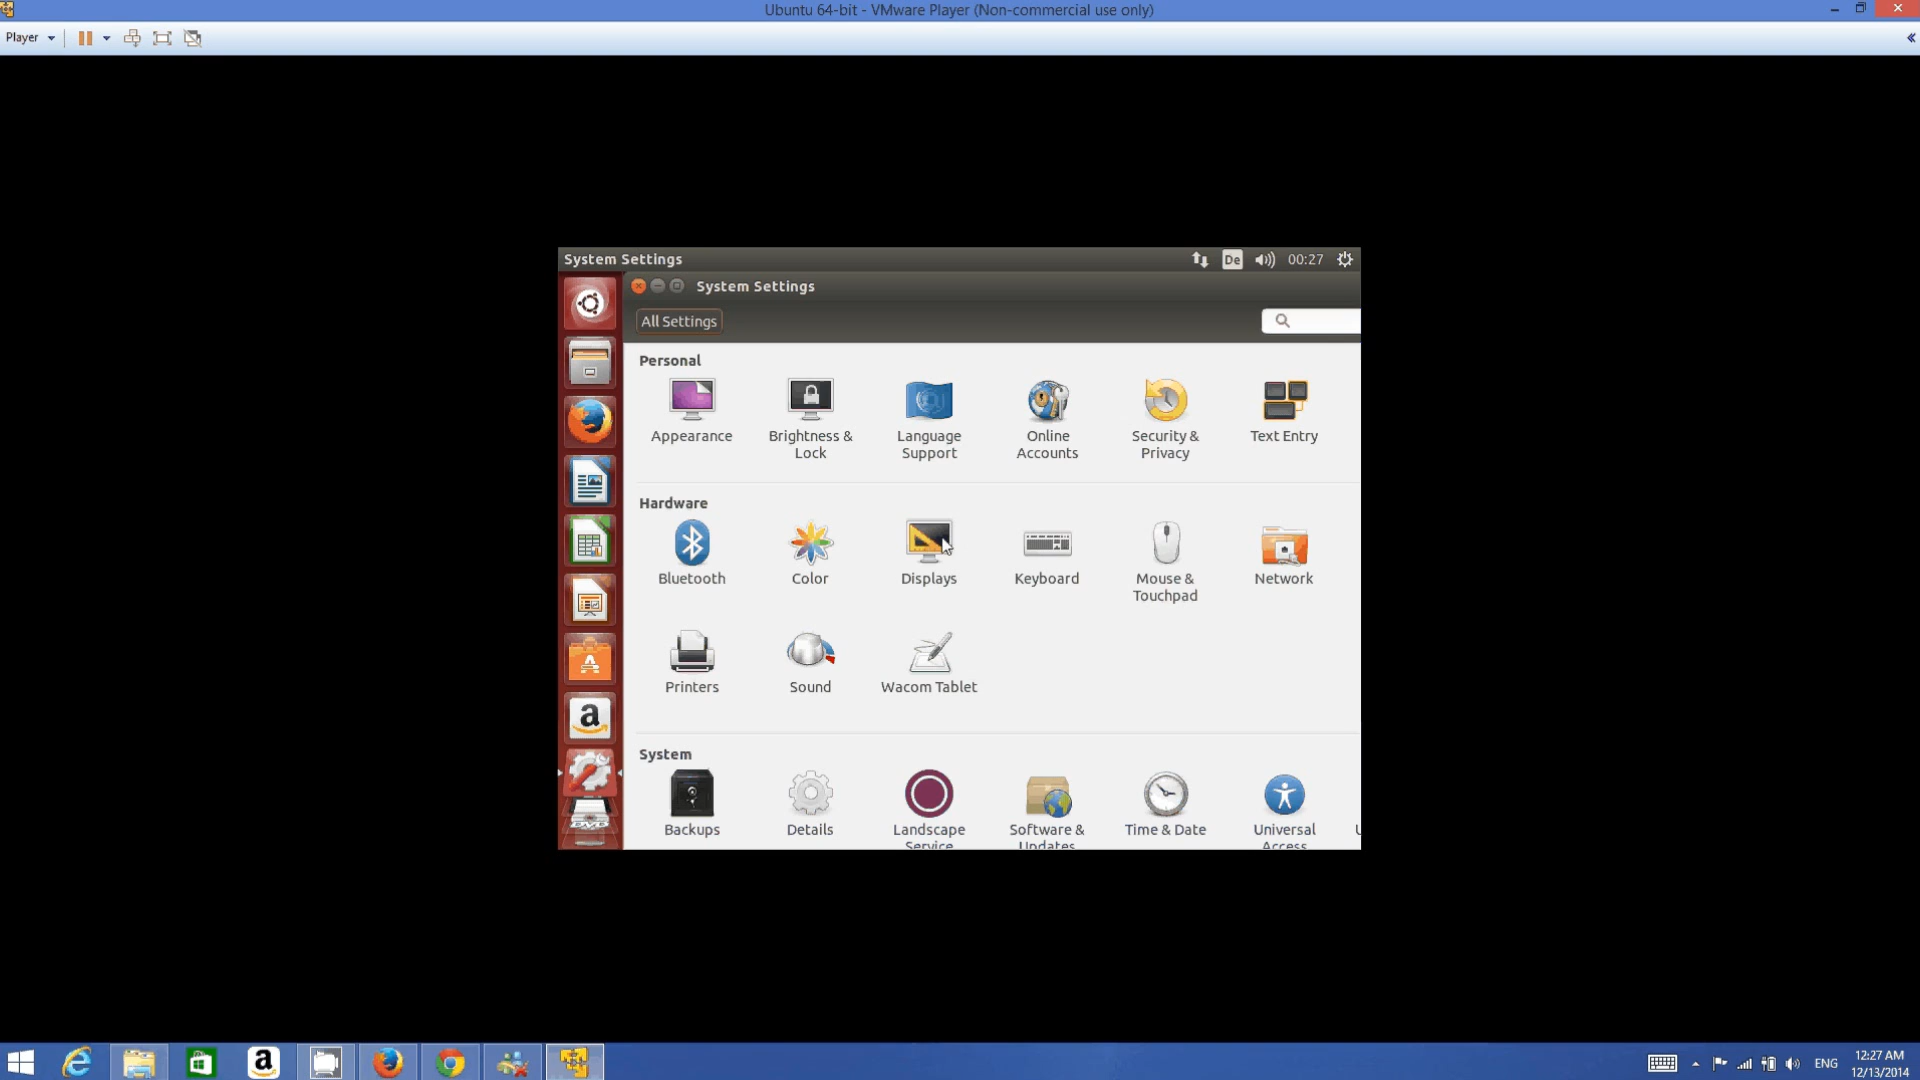 Ubuntu 64-bit - VMware Player (Non-commercial use only)
Player
System Settings
De
00:27
System Settings
All Settings
Personal
Appearance
Brightness &
Lock
Language
Support
Online
Accounts
Security &
Privacy
Text Entry
Hardware
Bluetooth
Color
Displays
Keyboard
Mouse &
Touchpad
Network
Printers
Sound
Wacom Tablet
System
Backups
Details
Landscape
Service
Software &
Updates
Time & Date
Universal
Access
DVD
ENG
12:27 AM
12/13/2014